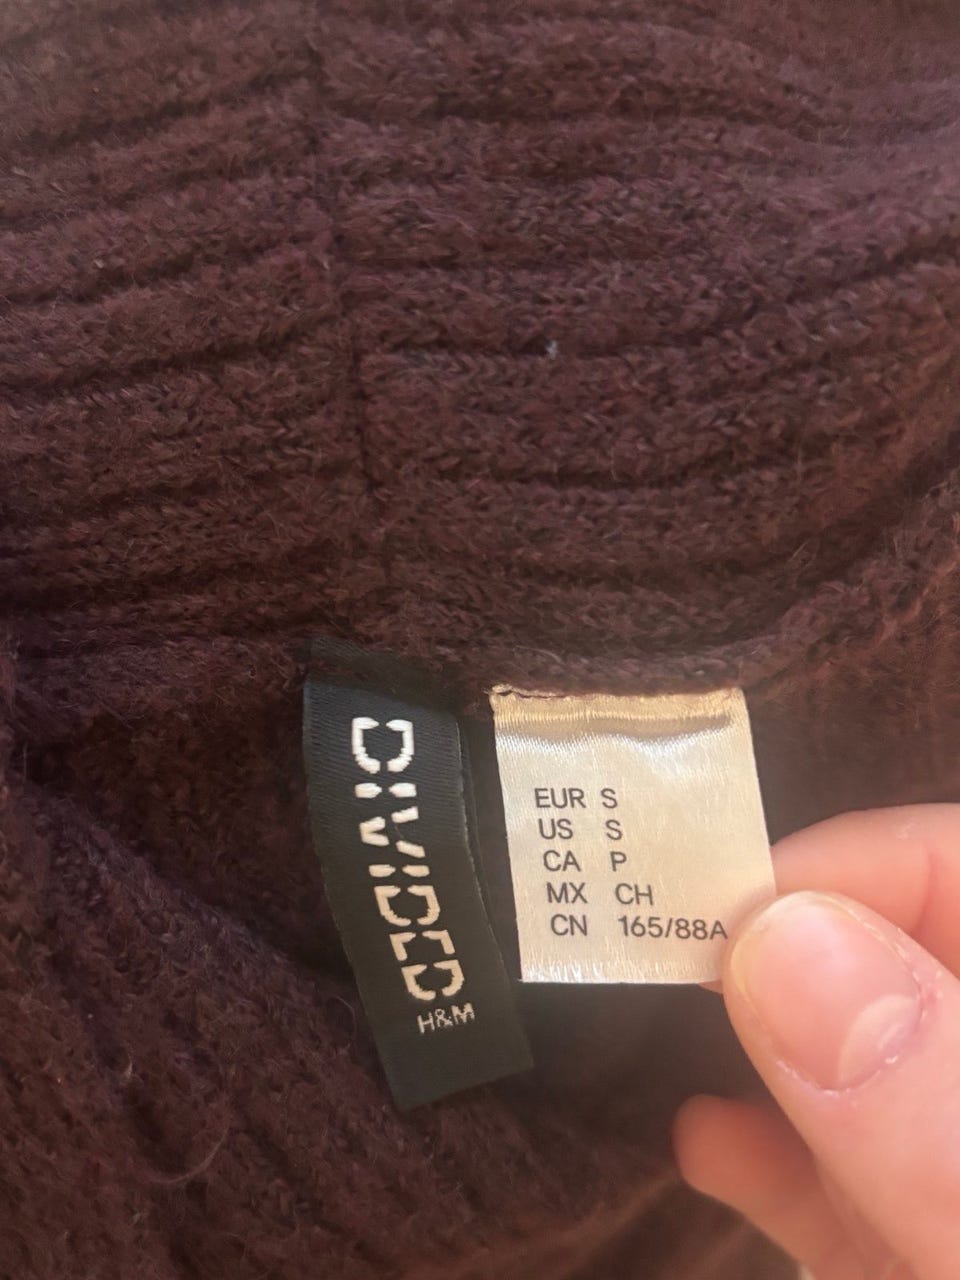 DIVIDED
H&M
EUR S
US S
CA P
MX CH
CN 165/88A